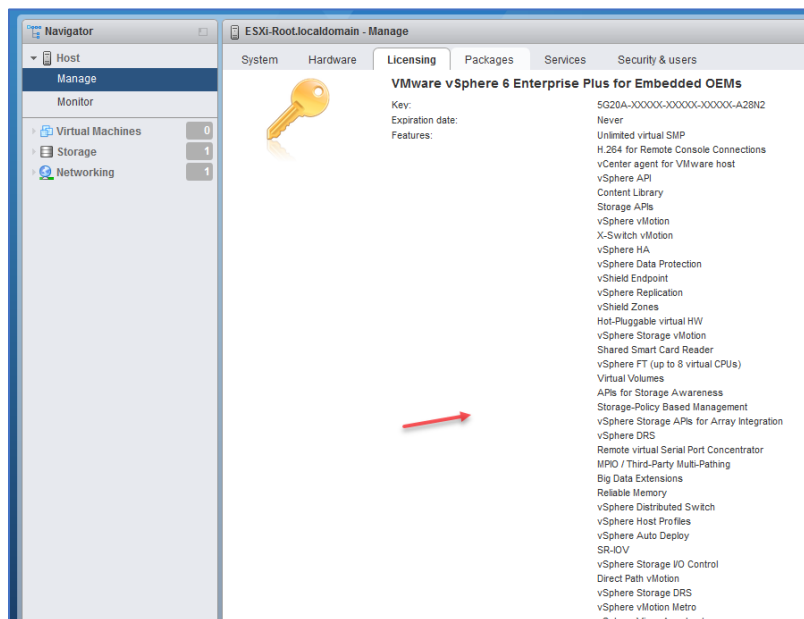 Navigator
ESXi-Root.localdomain - Manage
Host
Manage
Monitor
Virtual Machines 0
Storage 1
Networking 1
System Hardware Licensing Packages Services Security & users
VMware vSphere 6 Enterprise Plus for Embedded OEMs
Key: 5G20A-XXXXX-XXXXX-XXXXX-A28N2
Expiration date: Never
Features: Unlimited virtual SMP
H.264 for Remote Console Connections
vCenter agent for VMware host
vSphere API
Content Library
Storage APIs
vSphere vMotion
X-Switch vMotion
vSphere HA
vSphere Data Protection
vShield Endpoint
vSphere Replication
vShield Zones
Hot-Pluggable virtual HW
vSphere Storage vMotion
Shared Smart Card Reader
vSphere FT (up to 8 virtual CPUs)
Virtual Volumes
APIs for Storage Awareness
Storage-Policy Based Management
vSphere Storage APIs for Array Integration
vSphere DRS
Remote virtual Serial Port Concentrator
MPIO / Third-Party Multi-Pathing
Big Data Extensions
Reliable Memory
vSphere Distributed Switch
vSphere Host Profiles
vSphere Auto Deploy
SR-IOV
vSphere Storage I/O Control
Direct Path vMotion
vSphere Storage DRS
vSphere vMotion Metro